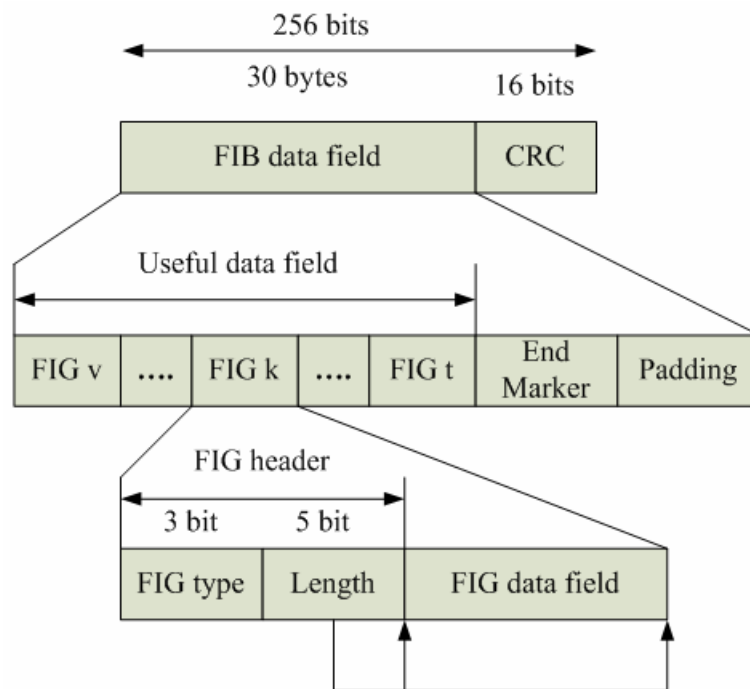 256 bits
30 bytes
16 bits
FIB data field
CRC
Useful data field
FIG v
....
FIG k
....
FIG t
End
Marker
Padding
FIG header
3 bit
5 bit
FIG type
Length
FIG data field